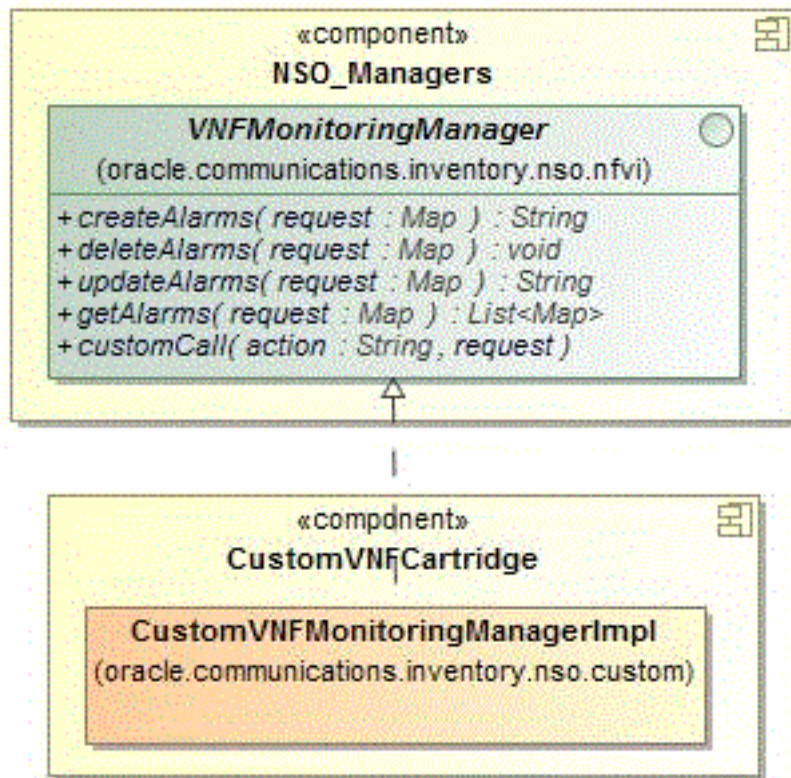 «component»
NSO_Managers
VNFMonitoringManager
(oracle.communications.inventory.nso.nfvi)
+createAlarms( request : Map ) : String
+deleteAlarms( request : Map ) : void
+updateAlarms( request : Map ) : String
+getAlarms( request : Map ) : List<Map>
+customCall( action : String, request )
«component»
CustomVNFCartridge
CustomVNFMonitoringManagerImpl
(oracle.communications.inventory.nso.custom)